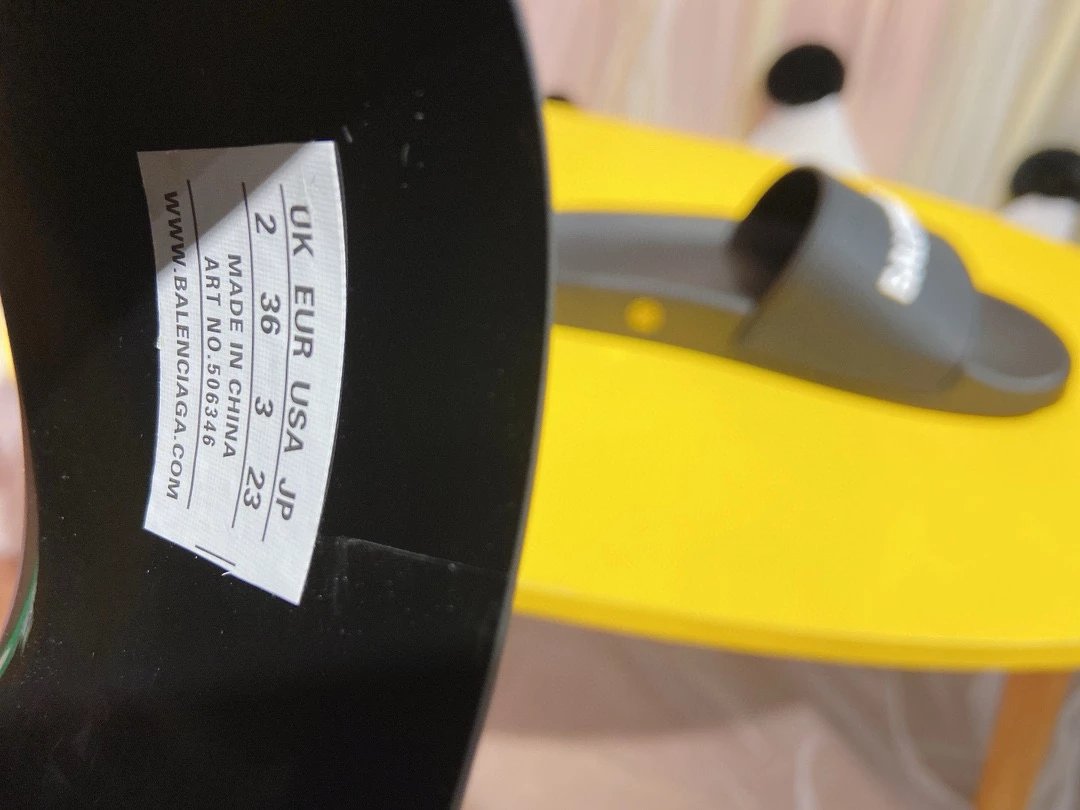 UK EUR USA JP
2 36 3 23
MADE IN CHINA
ART NO.506346
WWW.BALENCIAGA.COM